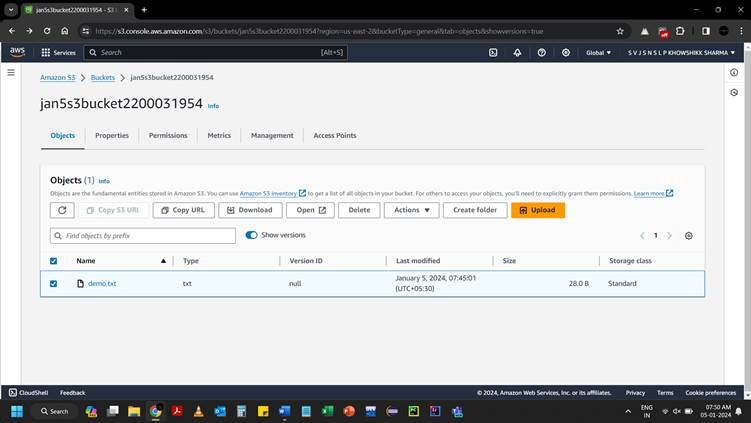 jan5s3bucket2200031954 - S3
https://s3.console.aws.amazon.com/s3/buckets/jan5s3bucket2200031954?region=us-east-2&bucketType=general&tab=objects&showversions=true
aws Services Search [Alt+S] Global S V J S N S L P KHOWSHIKK SHARMA
Amazon S3 > Buckets > jan5s3bucket2200031954
jan5s3bucket2200031954 Info
Objects Properties Permissions Metrics Management Access Points
Objects (1) Info
Objects are the fundamental entities stored in Amazon S3. You can use Amazon S3 inventory to get a list of all objects in your bucket. For others to access your objects, you'll need to explicitly grant them permissions. Learn more
Copy S3 URI Copy URL Download Open Delete Actions Create folder Upload
Find objects by prefix Show versions 1
Name Type Version ID Last modified Size Storage class
demo.txt txt null January 5, 2024, 07:45:01 28.0 B Standard
(UTC+05:30)
CloudShell Feedback © 2024, Amazon Web Services, Inc. or its affiliates. Privacy Terms Cookie preferences
Search ENG 07:50 AM
IN 05-01-2024